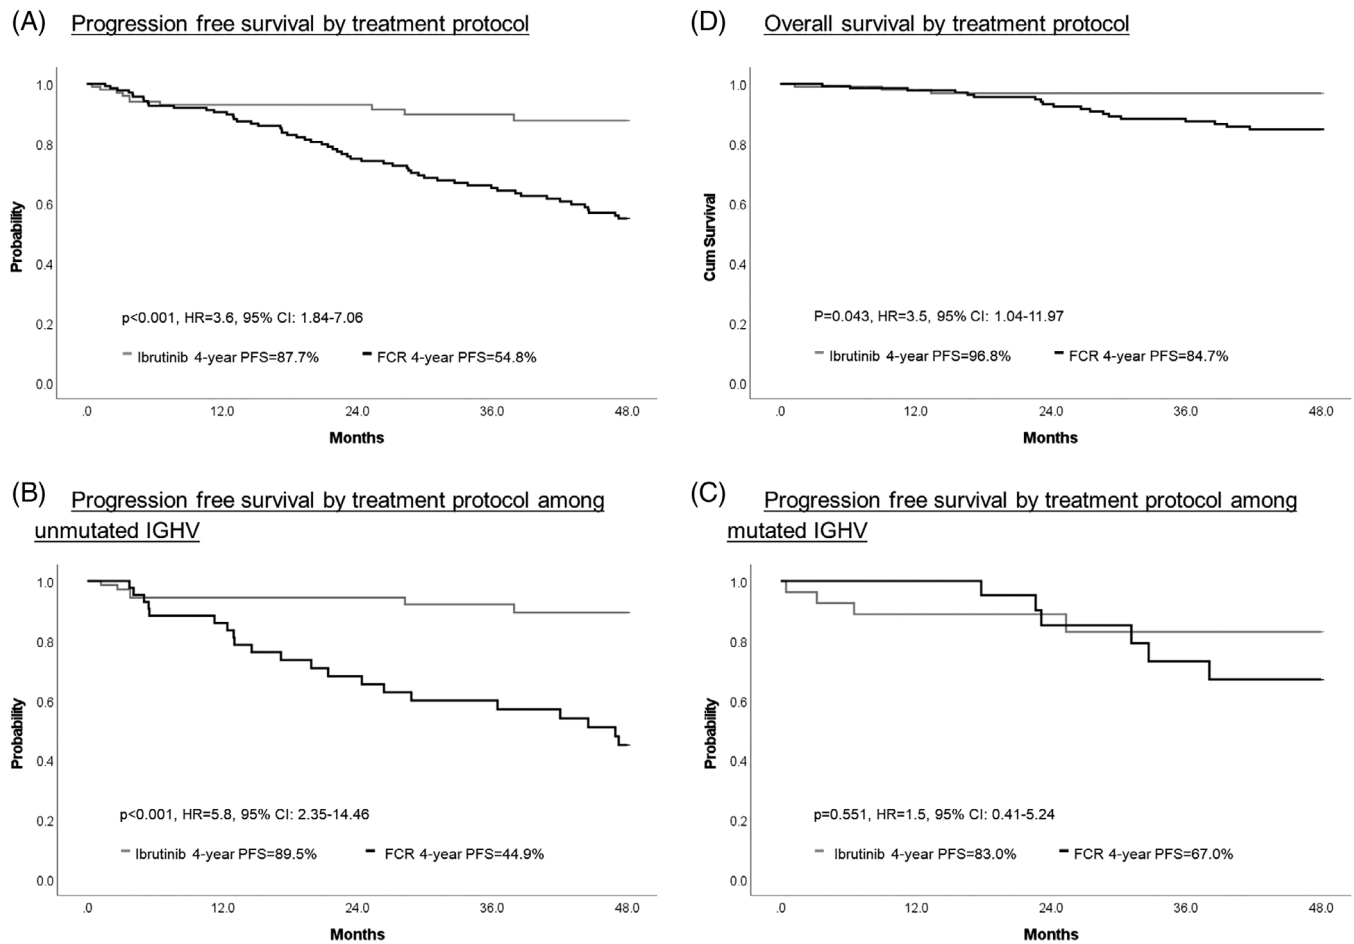 (A) Progression free survival by treatment protocol
1.0
0.8
0.6
0.4
0.2
0.0
Probability
p<0.001, HR=3.6, 95% CI: 1.84-7.06
Ibrutinib 4-year PFS=87.7% FCR 4-year PFS=54.8%
.0 12.0 24.0 36.0 48.0
Months
(D) Overall survival by treatment protocol
1.0
0.8
0.6
0.4
0.2
0.0
Cum Survival
P=0.043, HR=3.5, 95% CI: 1.04-11.97
Ibrutinib 4-year PFS=96.8% FCR 4-year PFS=84.7%
.0 12.0 24.0 36.0 48.0
Months
(B) Progression free survival by treatment protocol among
unmutated IGHV
1.0
0.8
0.6
0.4
0.2
0.0
Probability
p<0.001, HR=5.8, 95% CI: 2.35-14.46
Ibrutinib 4-year PFS=89.5% FCR 4-year PFS=44.9%
.0 12.0 24.0 36.0 48.0
Months
(C) Progression free survival by treatment protocol among
mutated IGHV
1.0
0.8
0.6
0.4
0.2
0.0
Probability
p=0.551, HR=1.5, 95% CI: 0.41-5.24
Ibrutinib 4-year PFS=83.0% FCR 4-year PFS=67.0%
.0 12.0 24.0 36.0 48.0
Months